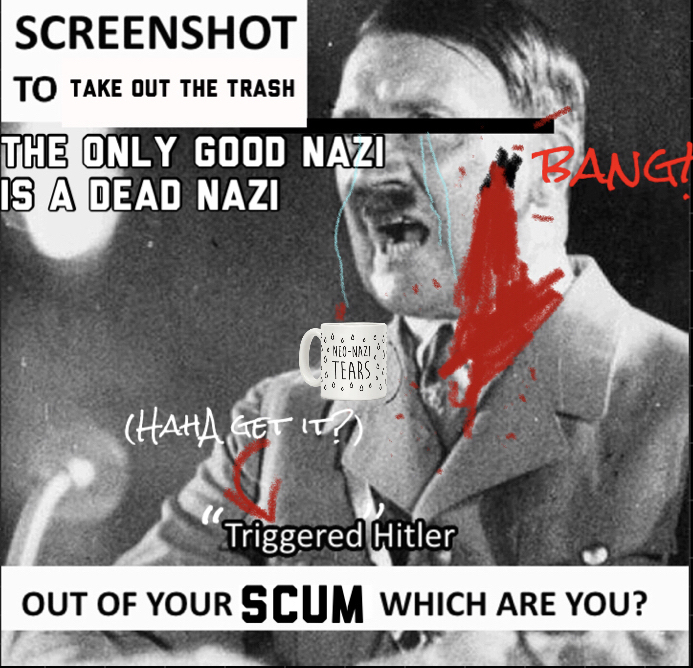 SCREENSHOT
TO TAKE OUT THE TRASH
THE ONLY GOOD NAZI
IS A DEAD NAZI
BANG!
NEO-NAZI
TEARS
(HAHA GET IT?)
"Triggered" Hitler
OUT OF YOUR SCUM WHICH ARE YOU?